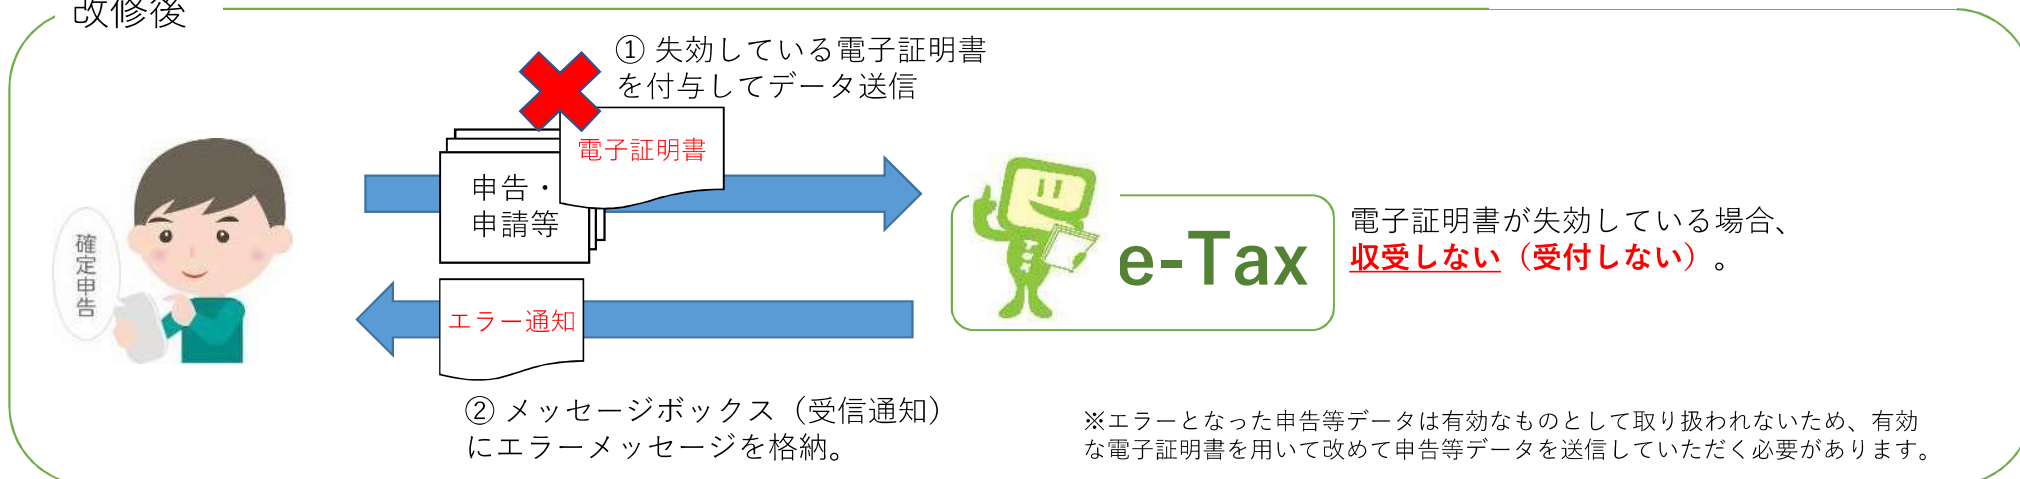 改修後
① 失効している電子証明書
を付与してデータ送信
電子証明書
申告・
申請等
確定申告
e-Tax
電子証明書が失効している場合、
収受しない（受付しない）。
エラー通知
② メッセージボックス（受信通知）
にエラーメッセージを格納。
※エラーとなった申告等データは有効なものとして取り扱われないため、有効
な電子証明書を用いて改めて申告等データを送信していただく必要があります。